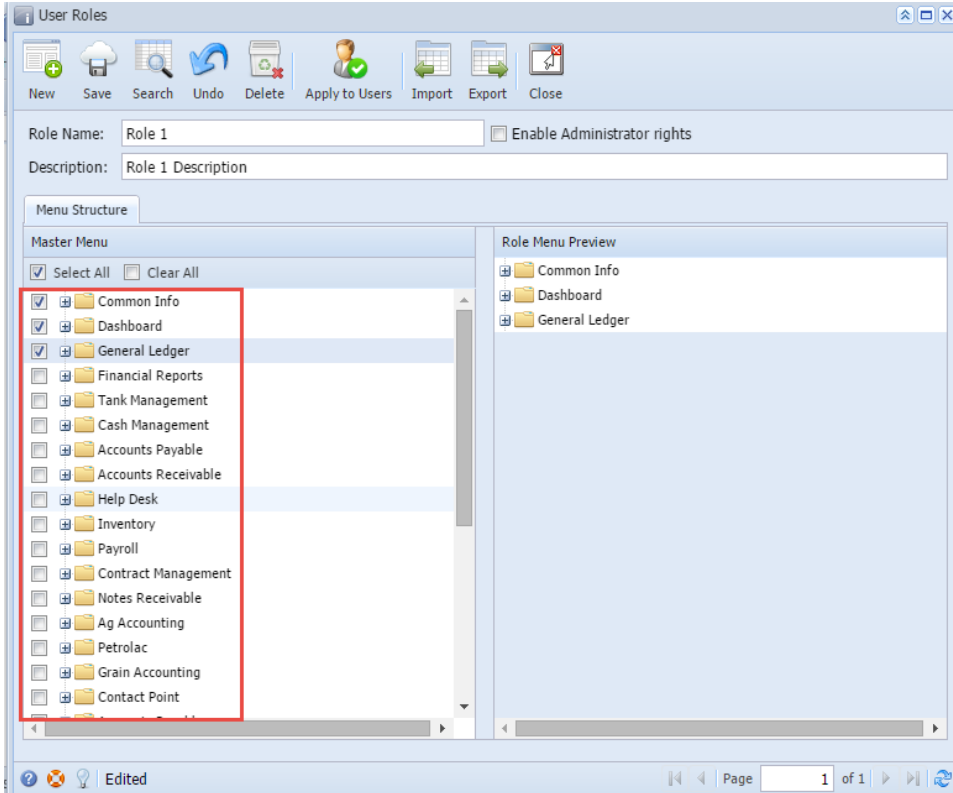 User Roles
New Save Search Undo Delete Apply to Users Import Export Close
Role Name: Role 1 Enable Administrator rights
Description: Role 1 Description
Menu Structure
Master Menu
Select All Clear All
Common Info
Dashboard
General Ledger
Financial Reports
Tank Management
Cash Management
Accounts Payable
Accounts Receivable
Help Desk
Inventory
Payroll
Contract Management
Notes Receivable
Ag Accounting
Petrolac
Grain Accounting
Contact Point
Role Menu Preview
Common Info
Dashboard
General Ledger
Edited
Page 1 of 1